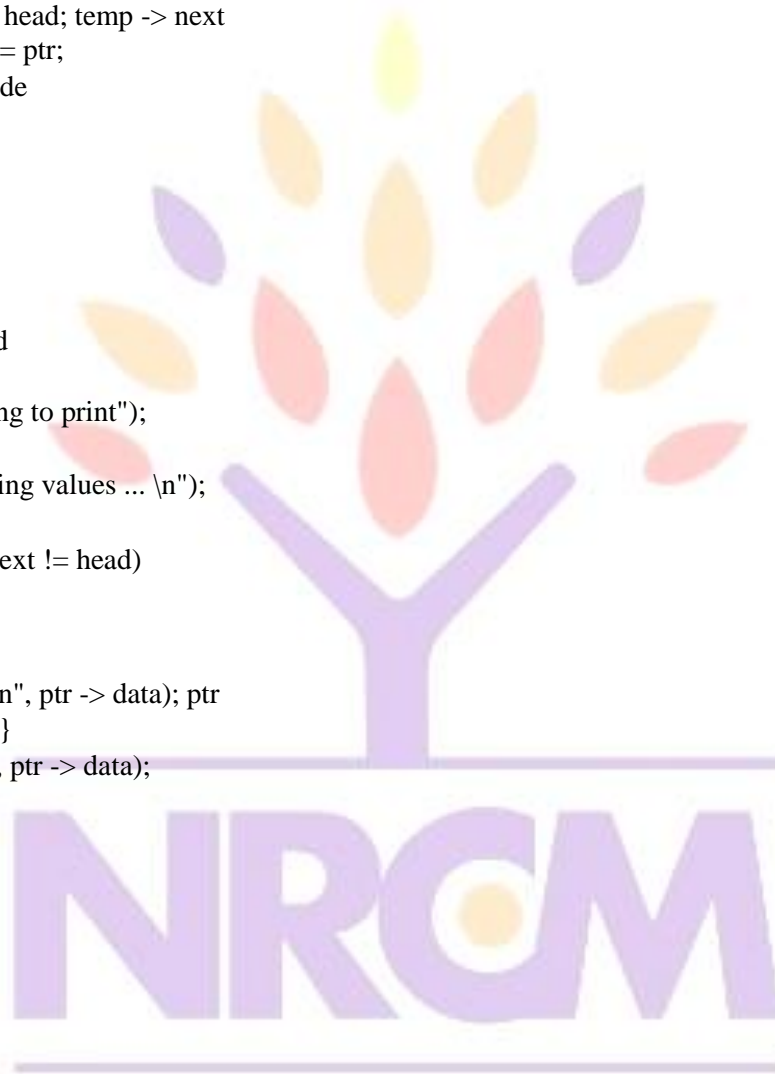 head; temp -> next
= ptr;
de
d
ng to print");
ing values ... \n");
ext != head)
n", ptr -> data); ptr
}
, ptr -> data);
NRCM